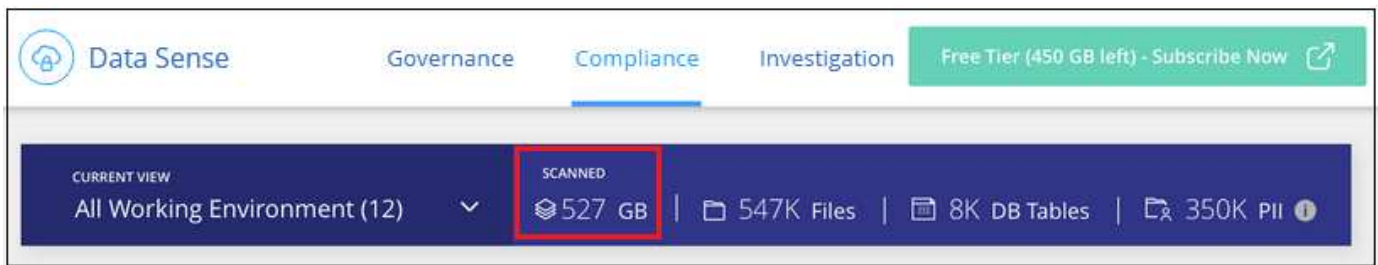 Data Sense Governance Compliance Investigation Free Tier (450 GB left) - Subscribe Now
CURRENT VIEW SCANNED
All Working Environment (12) 527 GB | 547K Files | 8K DB Tables | 350K PII